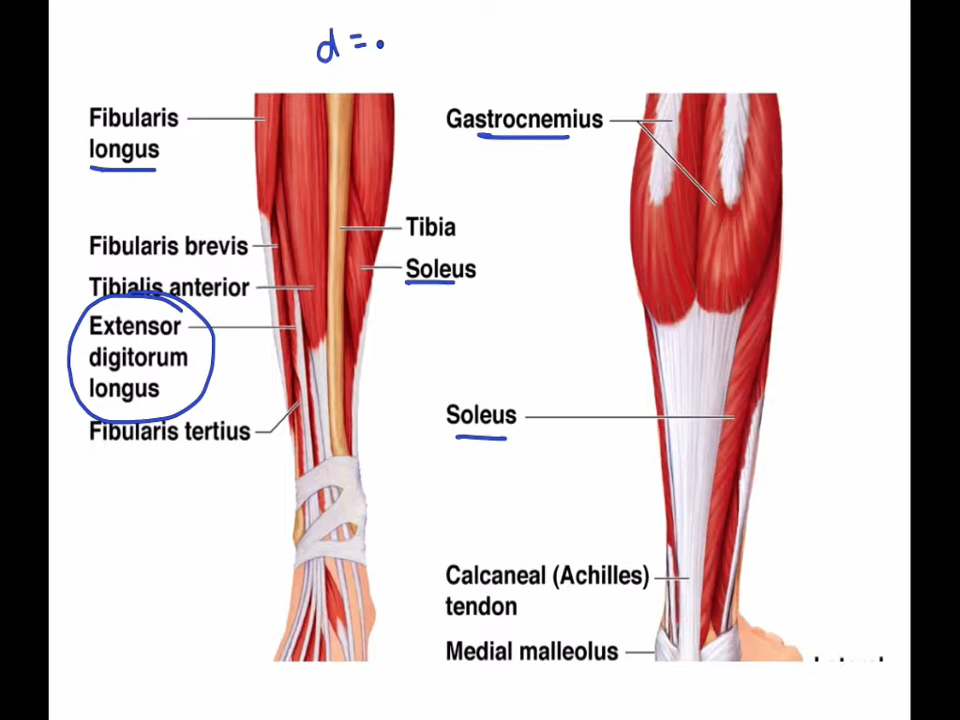 d =
Fibularis
longus
Fibularis brevis
Tibialis anterior
Extensor
digitorum
longus
Fibularis tertius
Tibia
Soleus
Gastrocnemius
Soleus
Calcaneal (Achilles)
tendon
Medial malleolus